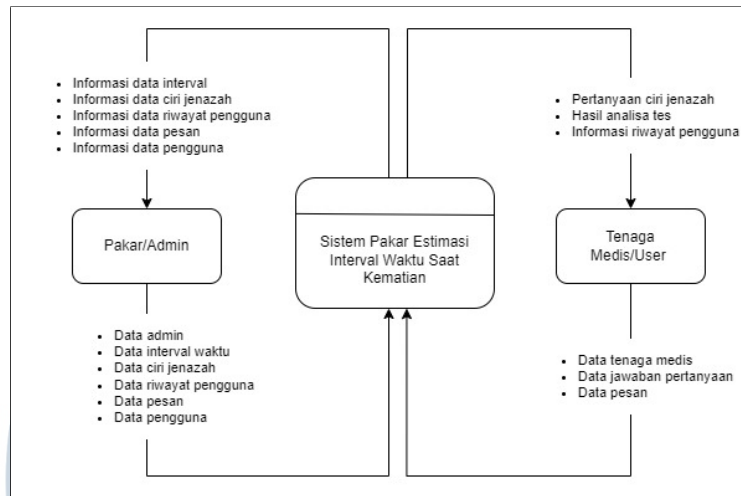 • Informasi data interval
• Informasi data ciri jenazah
• Informasi data riwayat pengguna
• Informasi data pesan
• Informasi data pengguna
• Pertanyaan ciri jenazah
• Hasil analisa tes
• Informasi riwayat pengguna
Pakar/Admin
Sistem Pakar Estimasi
Interval Waktu Saat
Kematian
Tenaga
Medis/User
• Data admin
• Data interval waktu
• Data ciri jenazah
• Data riwayat pengguna
• Data pesan
• Data pengguna
• Data tenaga medis
• Data jawaban pertanyaan
• Data pesan